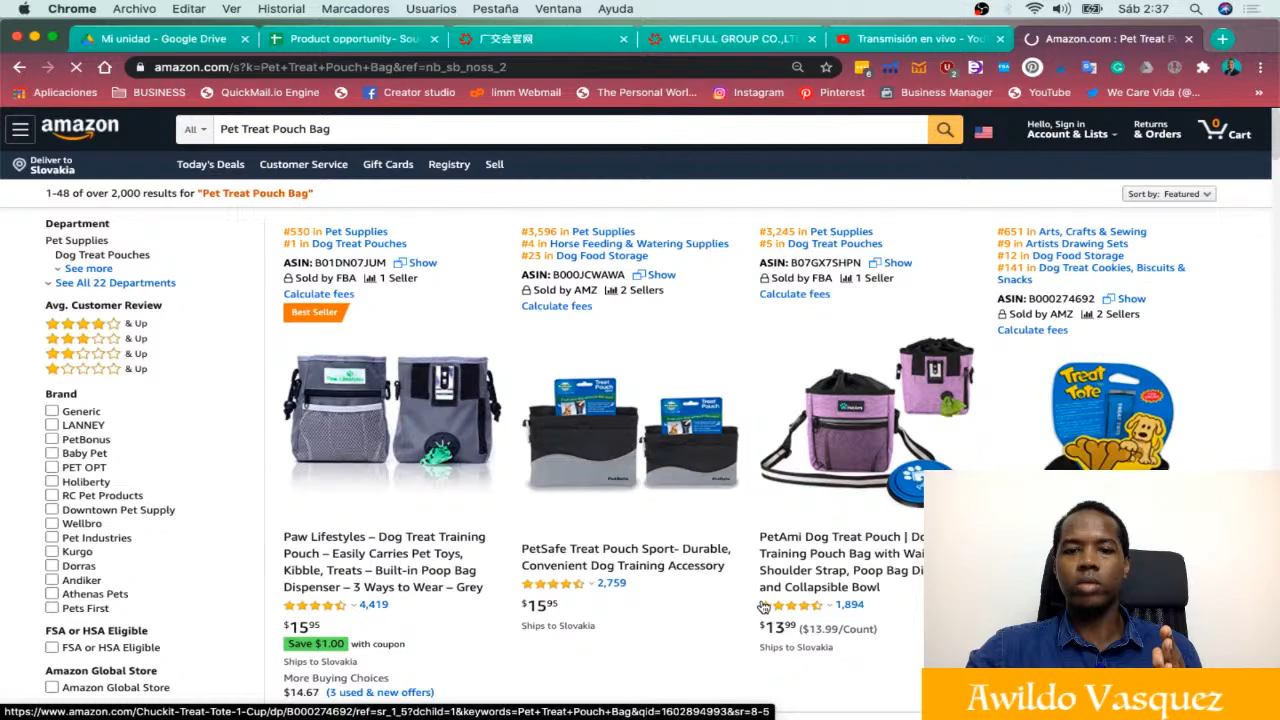 Chrome Archivo Editar Ver Historial Marcadores Usuarios Pestaña Ventana Ayuda Sáb 2:37
Mi unidad - Google Drive Product opportunity- Sou 广交会官网 WELFULL GROUP CO.,LT Transmisión en vivo - You Amazon.com : Pet Treat P
amazon.com/s?k=Pet+Treat+Pouch+Bag&ref=nb_sb_noss_2
Aplicaciones BUSINESS QuickMail.io Engine Creator studio limm Webmail The Personal Worl... Instagram Pinterest Business Manager YouTube We Care Vida (@... »
amazon All Pet Treat Pouch Bag Hello, Sign in Account & Lists Returns & Orders 0 Cart
Deliver to Slovakia Today's Deals Customer Service Gift Cards Registry Sell
1-48 of over 2,000 results for "Pet Treat Pouch Bag" Sort by: Featured
Department
Pet Supplies
Dog Treat Pouches
See more
See All 22 Departments
Avg. Customer Review
& Up
& Up
& Up
& Up
Brand
Generic
LANNEY
PetBonus
Baby Pet
PET OPT
Holiberty
RC Pet Products
Downtown Pet Supply
Wellbro
Pet Industries
Kurgo
Dorras
Andiker
Athenas Pets
Pets First
FSA or HSA Eligible
FSA or HSA Eligible
Amazon Global Store
Amazon Global Store
#530 in Pet Supplies
#1 in Dog Treat Pouches
ASIN: B01DN07JUM Show
Sold by FBA 1 Seller
Calculate fees
Best Seller
Paw Lifestyles
Paw Lifestyles – Dog Treat Training
Pouch – Easily Carries Pet Toys,
Kibble, Treats – Built-in Poop Bag
Dispenser – 3 Ways to Wear – Grey
4,419
$15.95
Save $1.00 with coupon
Ships to Slovakia
More Buying Choices
$14.67 (3 used & new offers)
#3,596 in Pet Supplies
#4 in Horse Feeding & Watering Supplies
#23 in Dog Food Storage
ASIN: B000JCWAWA Show
Sold by AMZ 2 Sellers
Calculate fees
Treat Pouch
Treat Pouch
PetSafe
PetSafe Treat Pouch Sport- Durable,
Convenient Dog Training Accessory
2,759
$15.95
Ships to Slovakia
#3,245 in Pet Supplies
#5 in Dog Treat Pouches
ASIN: B07GX7SHPN Show
Sold by FBA 1 Seller
Calculate fees
PetAmi Dog Treat Pouch | Do
Training Pouch Bag with Wai
Shoulder Strap, Poop Bag Di
and Collapsible Bowl
1,894
$13.99 ($13.99/Count)
Ships to Slovakia
#651 in Arts, Crafts & Sewing
#9 in Artists Drawing Sets
#12 in Dog Food Storage
#141 in Dog Treat Cookies, Biscuits &
Snacks
ASIN: B000274692 Show
Sold by AMZ 2 Sellers
Calculate fees
Treat
Tote
Awildo Vasquez
https://www.amazon.com/Chuckit-Treat-Tote-1-Cup/dp/B000274692/ref=sr_1_5?dchild=1&keywords=Pet+Treat+Pouch+Bag&qid=1602894993&sr=8-5